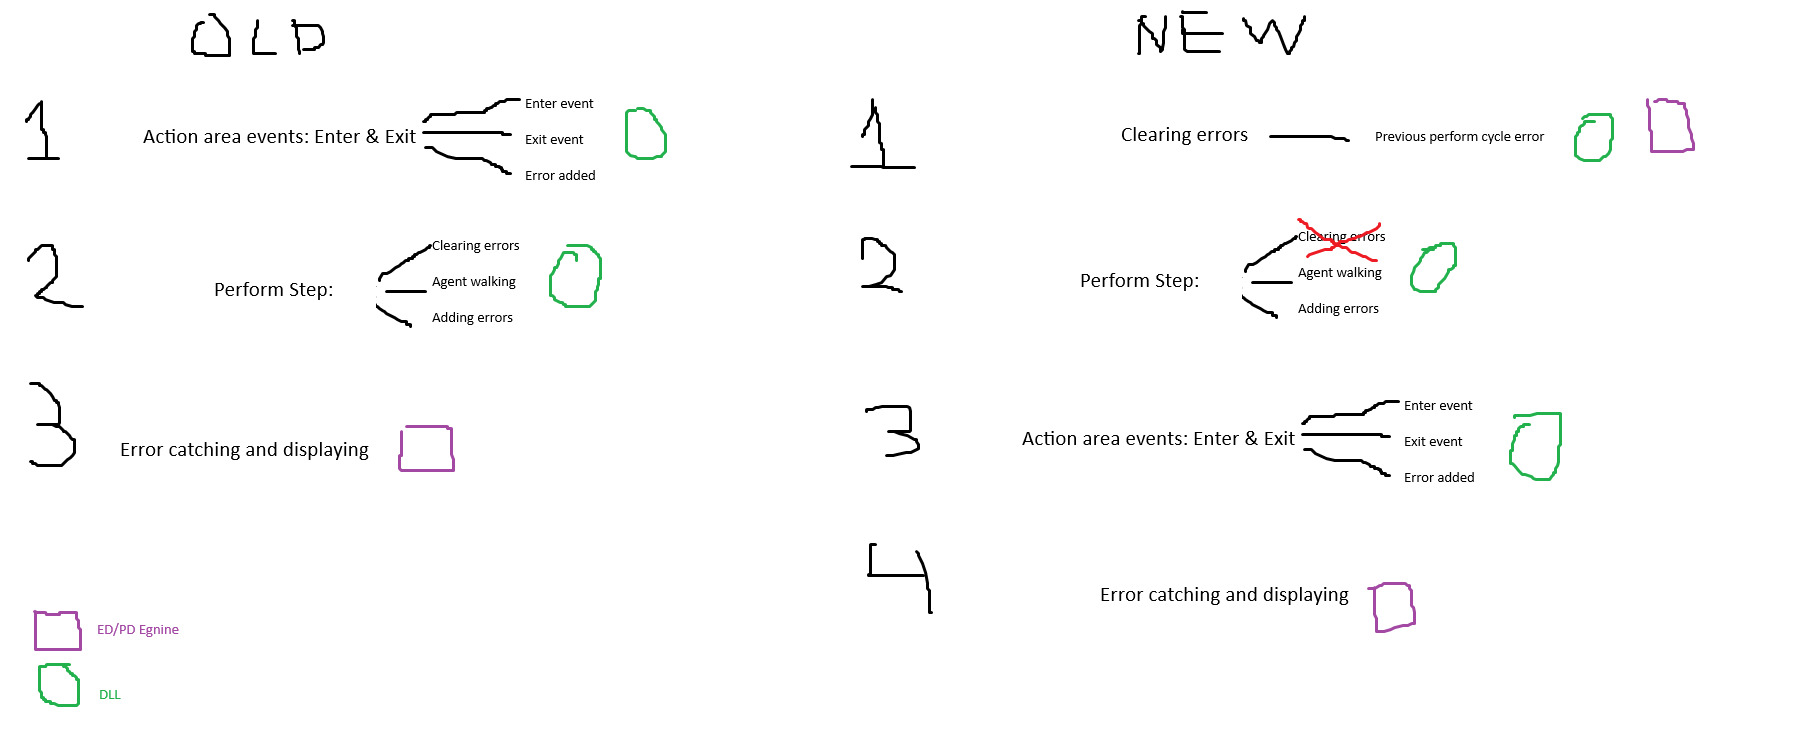 OLD
1
Action area events: Enter & Exit
Enter event
Exit event
Error added
2
Perform Step:
Clearing errors
Agent walking
Adding errors
3
Error catching and displaying
ED/PD Egnine
DLL
NEW
1
Clearing errors
Previous perform cycle error
2
Perform Step:
Clearing errors
Agent walking
Adding errors
3
Action area events: Enter & Exit
Enter event
Exit event
Error added
4
Error catching and displaying